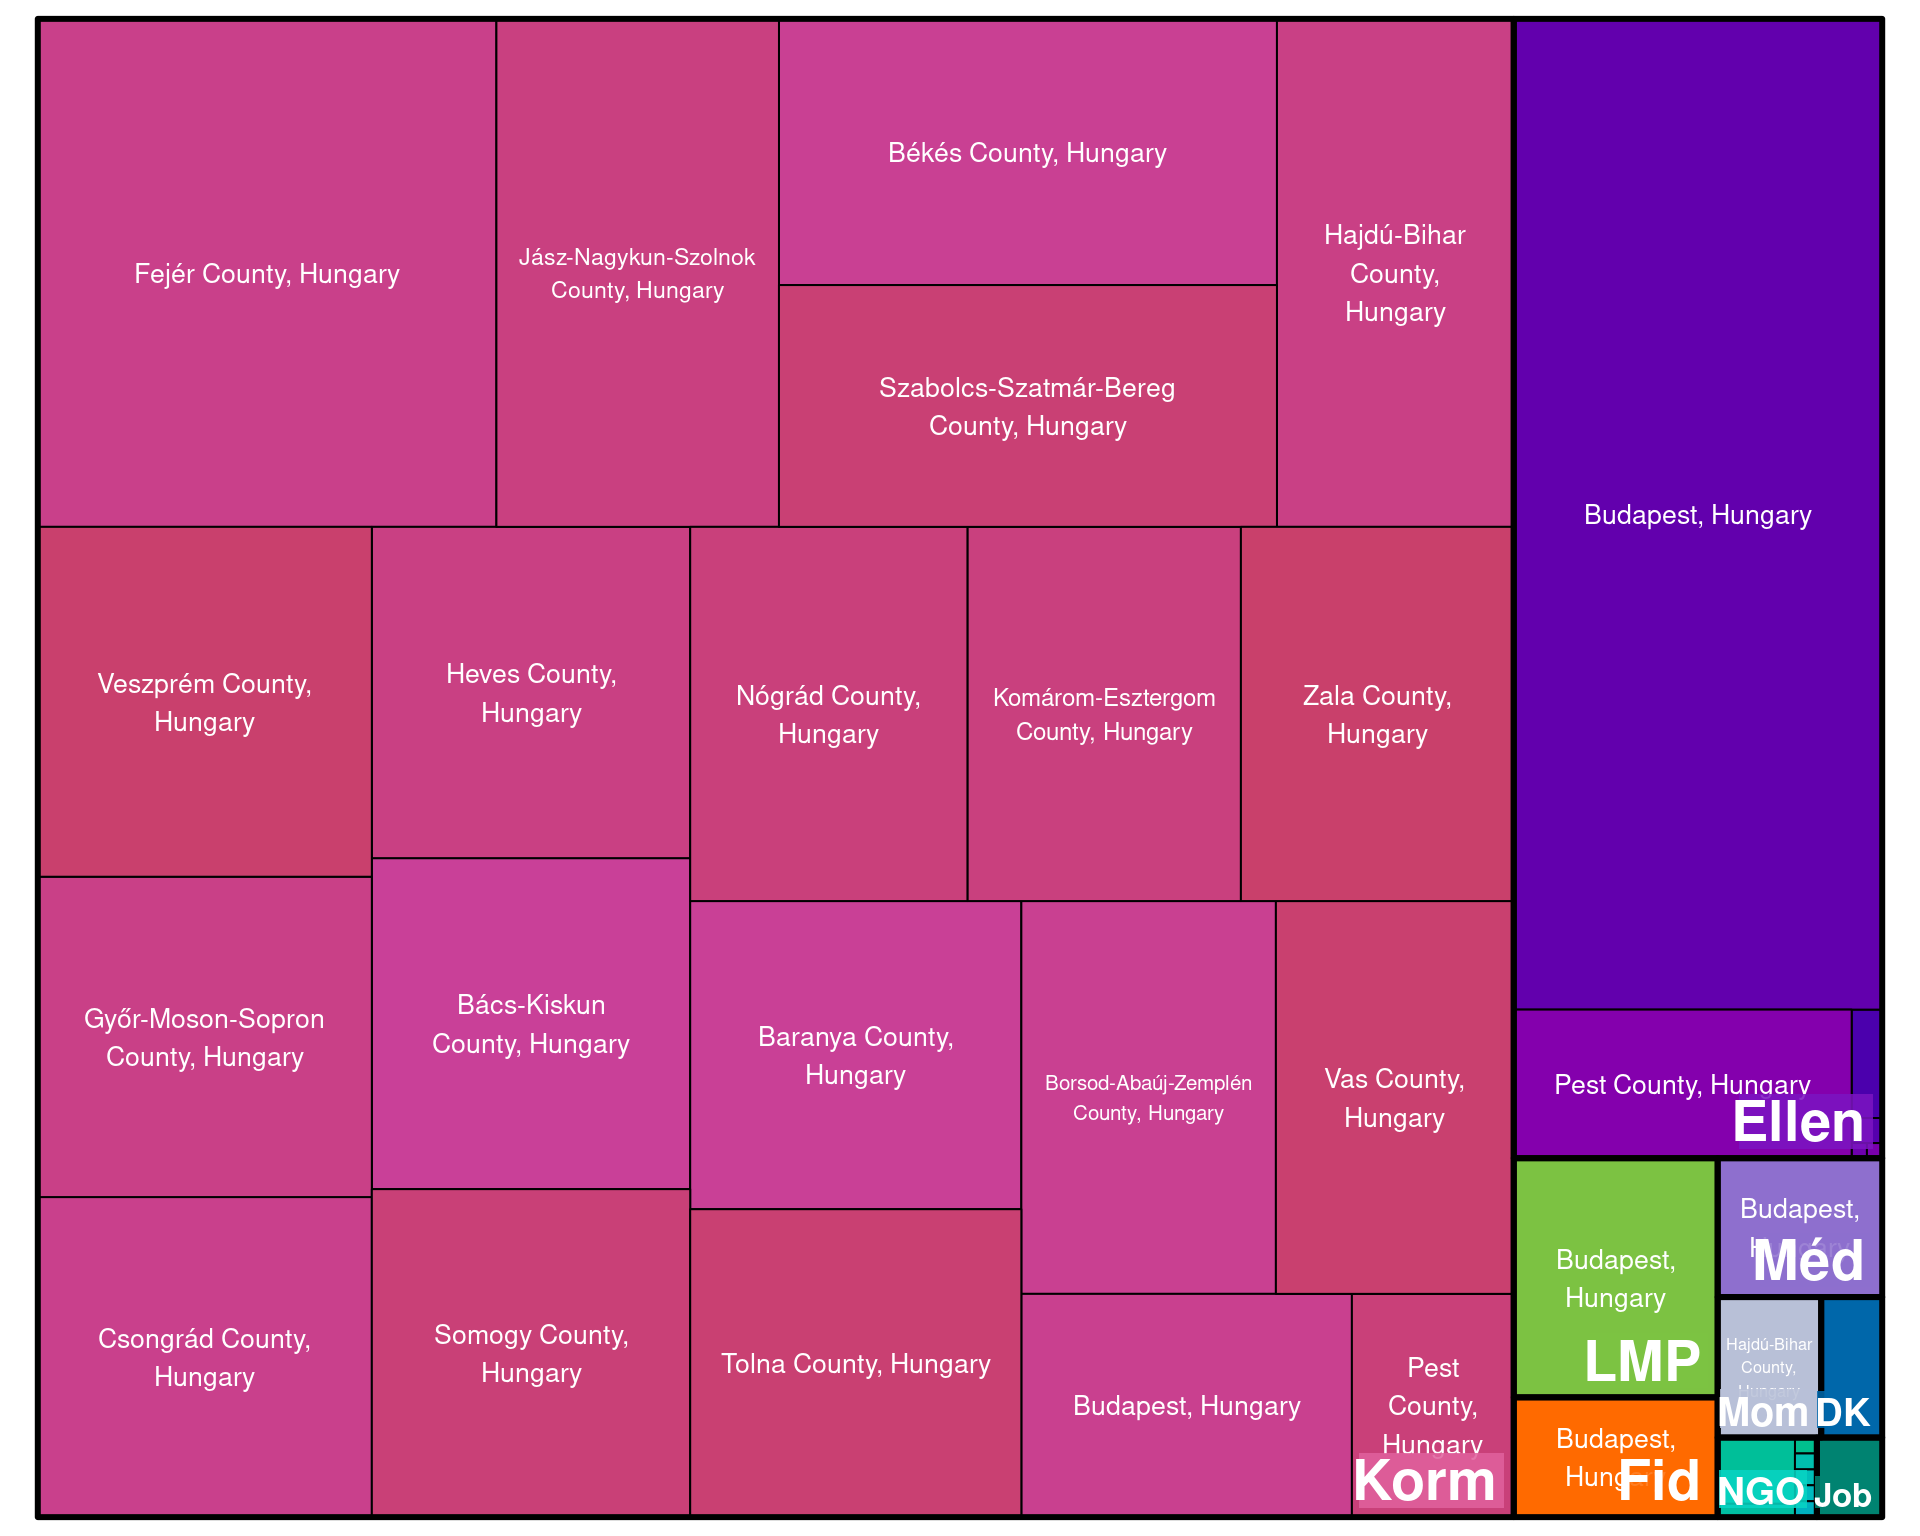 Fejér County, Hungary
Jász-Nagykun-Szolnok
County, Hungary
Békés County, Hungary
Szabolcs-Szatmár-Bereg
County, Hungary
Hajdú-Bihar
County,
Hungary
Veszprém County,
Hungary
Heves County,
Hungary
Nógrád County,
Hungary
Komárom-Esztergom
County, Hungary
Zala County,
Hungary
Győr-Moson-Sopron
County, Hungary
Bács-Kiskun
County, Hungary
Baranya County,
Hungary
Borsod-Abaúj-Zemplén
County, Hungary
Vas County,
Hungary
Csongrád County,
Hungary
Somogy County,
Hungary
Tolna County, Hungary
Budapest, Hungary
Pest
County,
Hungary
Korm
Budapest, Hungary
Pest County, Hungary
Ellen
Budapest,
Hungary
LMP
Budapest,
Méd
Hajdú-Bihar
County,
Hungary
Mom
DK
Budapest,
Fid
NGO
Job